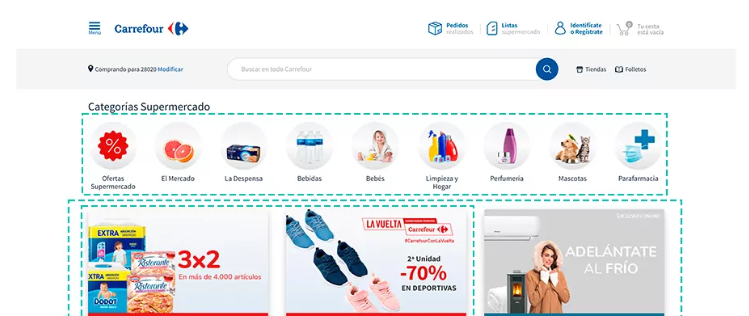 Menú
Carrefour
Pedidos
realizados
Listas
supermercado
Identifícate
o Regístrate
0
Tu cesta
está vacía
Comprando para 28020 Modificar
Buscar en todo Carrefour
Tiendas
Folletos
Categorías Supermercado
%
Ofertas
Supermercado
El Mercado
La Despensa
Bebidas
Bebés
Limpieza y
Hogar
Perfumería
Mascotas
Parafarmacia
EXTRA
EXTRA
DODOT
Ristorante
Ristorante
3x2
En más de 4.000 artículos
LA VUELTA
Carrefour
#CarrefourConLaVuelta
2ª Unidad
-70%
EN DEPORTIVAS
EXCLUSIVO ONLINE
ADELÁNTATE
AL FRÍO